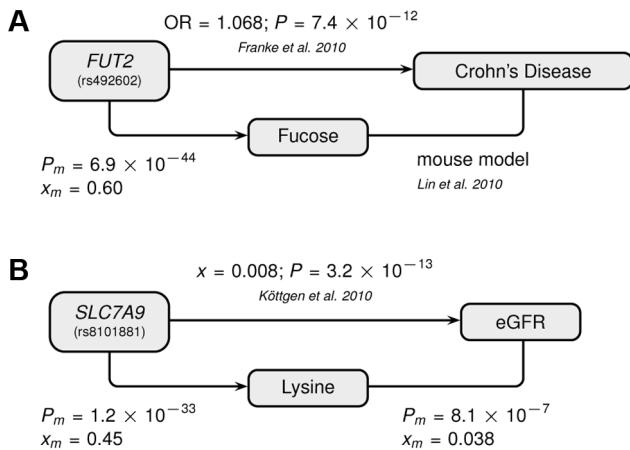 A
OR = 1.068; P = 7.4 × 10⁻¹²
Franke et al. 2010
FUT2
(rs492602)
Crohn's Disease
Fucose
Pₘ = 6.9 × 10⁻⁴⁴
xₘ = 0.60
mouse model
Lin et al. 2010
B
x = 0.008; P = 3.2 × 10⁻¹³
Köttgen et al. 2010
SLC7A9
(rs8101881)
eGFR
Lysine
Pₘ = 1.2 × 10⁻³³
xₘ = 0.45
Pₘ = 8.1 × 10⁻⁷
xₘ = 0.038